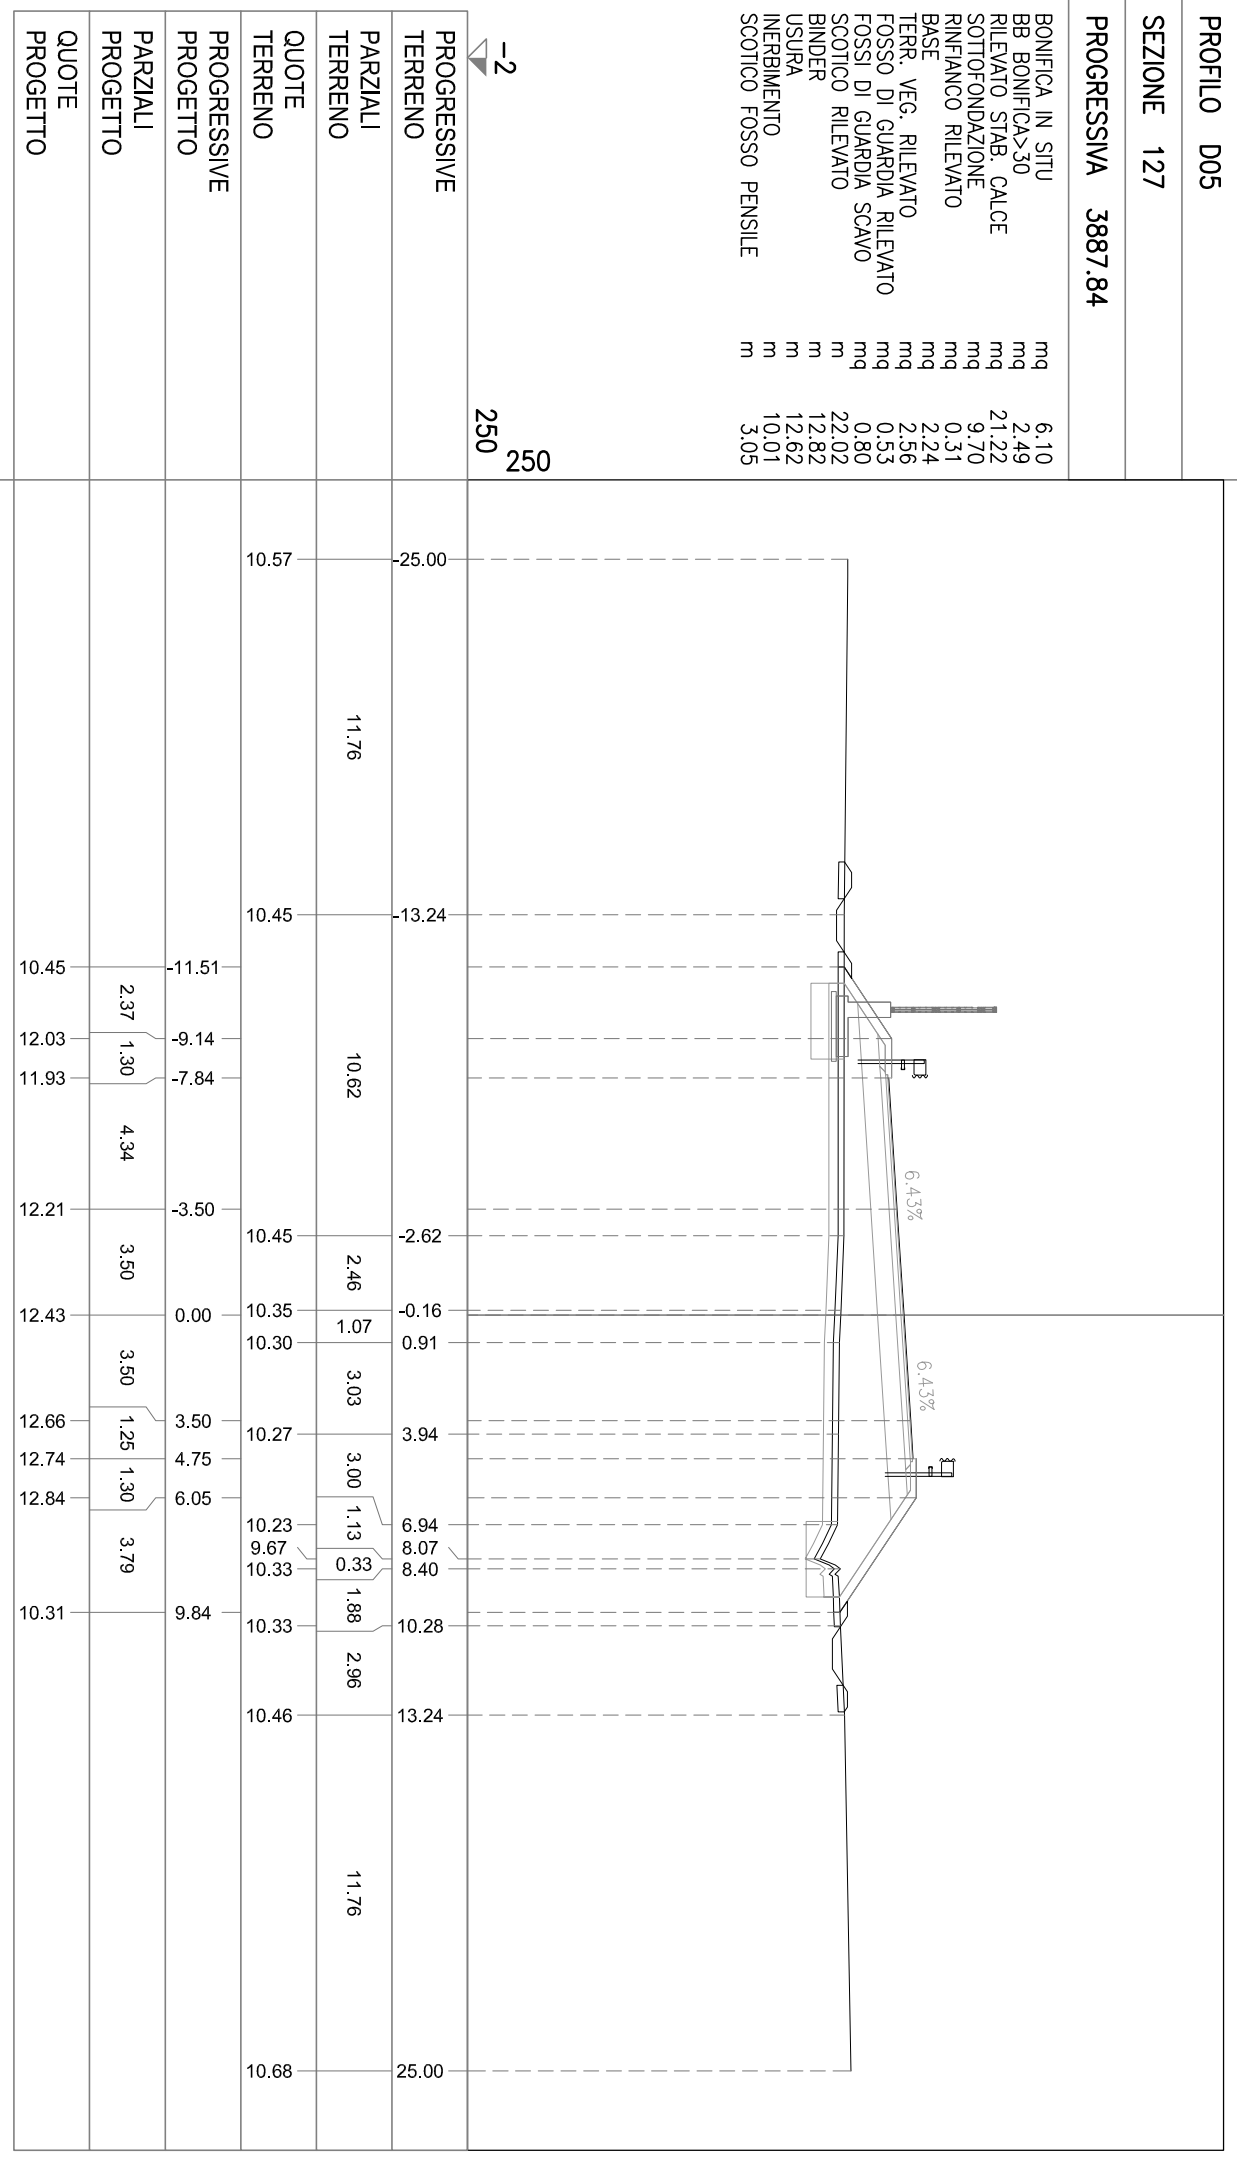 PROFILO D05
SEZIONE 127
PROGRESSIVA 3887.84
BONIFICA IN SITU mq 6.10
BB BONIFICA>30 mq 2.49
RILEVATO STAB. CALCE mq 21.22
SOTTOFONDAZIONE mq 9.70
RINFIANCO RILEVATO mq 0.31
BASE mq 2.24
TERR. VEG. RILEVATO mq 2.56
FOSSO DI GUARDIA RILEVATO mq 0.53
FOSSI DI GUARDIA SCAVO mq 0.80
SCOTICO RILEVATO m 22.02
BINDER m 12.82
USURA m 12.62
INERBIMENTO m 10.01
SCOTICO FOSSO PENSILE m 3.05
6.43%
6.43%
250
250
-2
PROGRESSIVE
TERRENO
-25.00 -13.24 -2.62 -0.16 0.91 3.94 6.94 8.07 8.40 10.28 13.24 25.00
PARZIALI
TERRENO
11.76 10.62 2.46 1.07 3.03 3.00 1.13 0.33 1.88 2.96 11.76
QUOTE
TERRENO
10.57 10.45 10.45 10.35 10.30 10.27 10.23 9.67 10.33 10.33 10.46 10.68
PROGRESSIVE
PROGETTO
-11.51 -9.14 -7.84 -3.50 0.00 3.50 4.75 6.05 9.84
PARZIALI
PROGETTO
2.37 1.30 4.34 3.50 3.50 1.25 1.30 3.79
QUOTE
PROGETTO
10.45 12.03 11.93 12.21 12.43 12.66 12.74 12.84 10.31